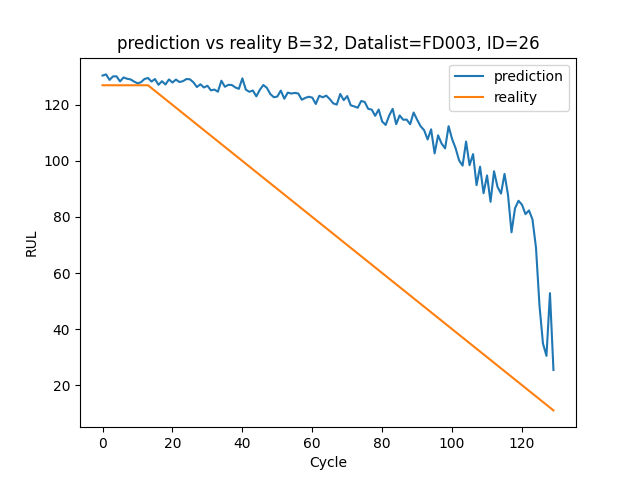 prediction vs reality B=32, Datalist=FD003, ID=26
prediction
reality
RUL
120
100
80
60
40
20
0 20 40 60 80 100 120
Cycle